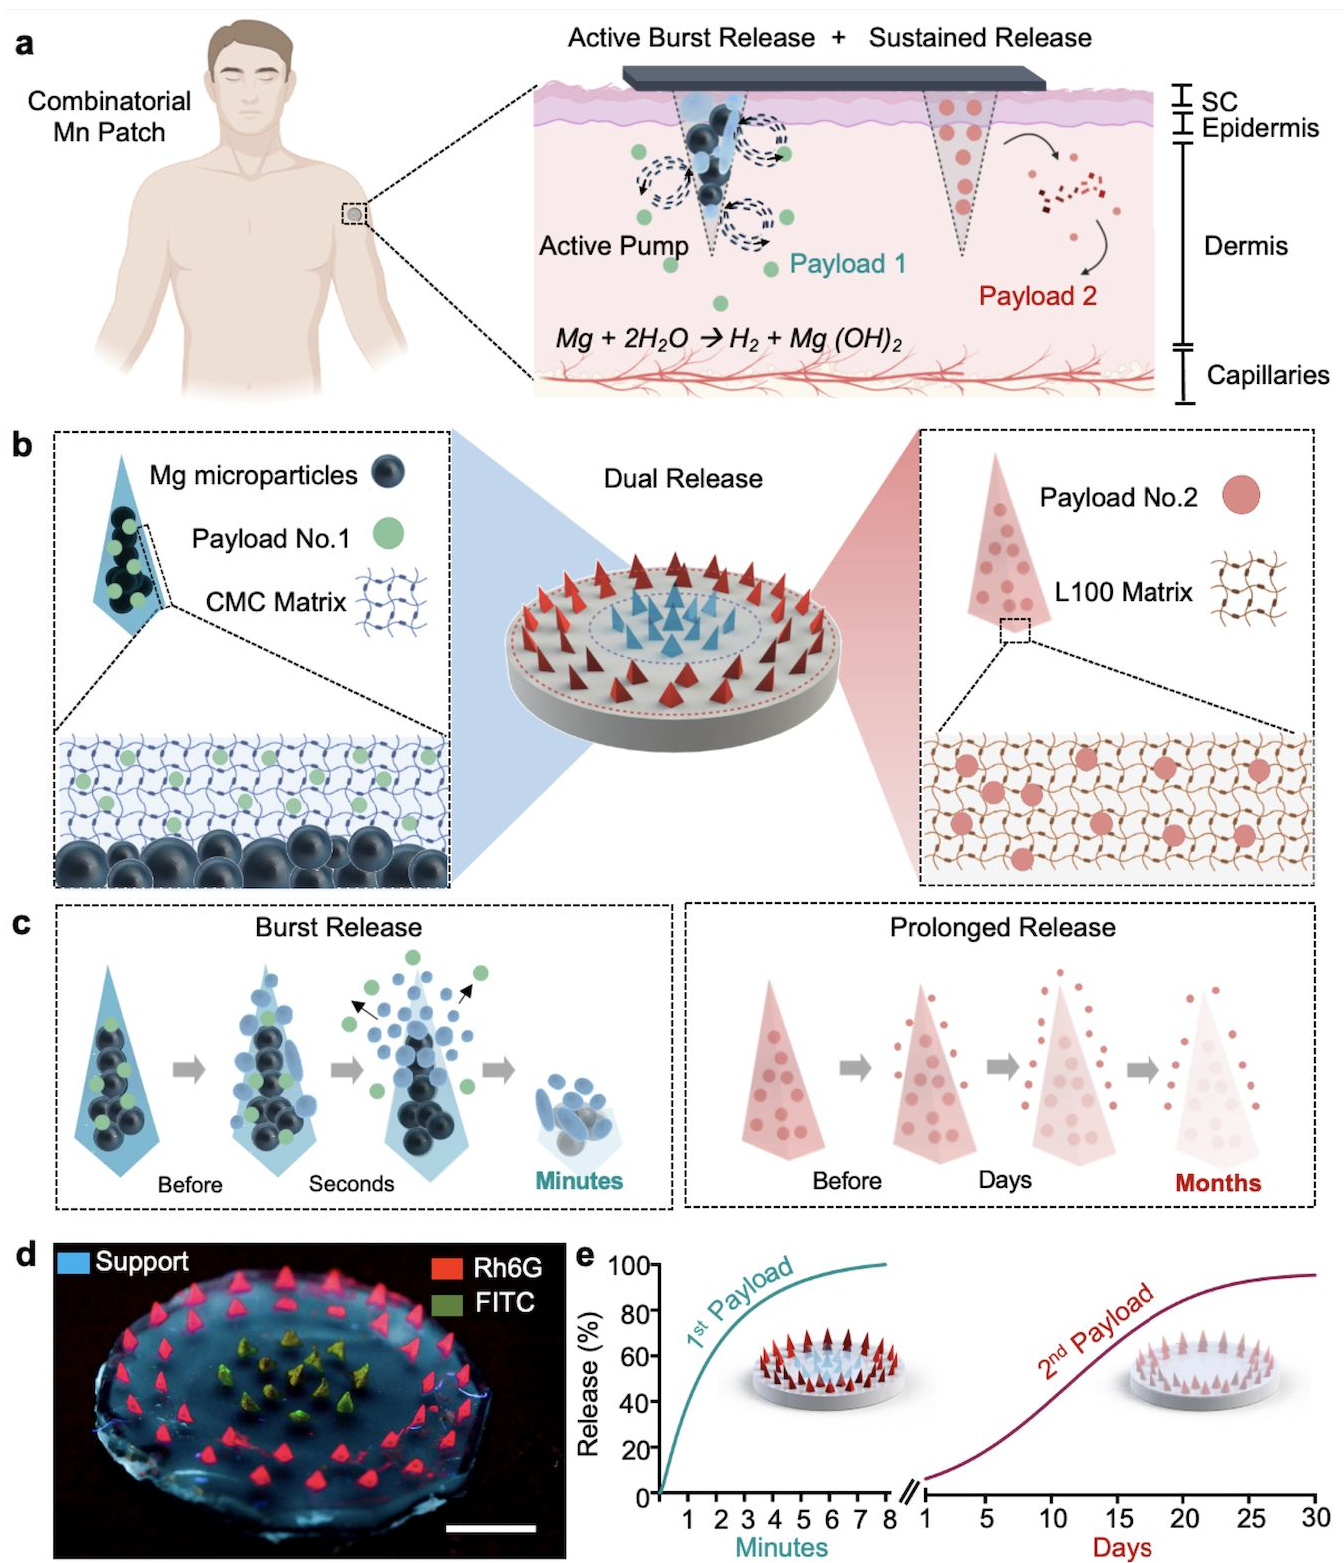 a
Active Burst Release + Sustained Release
Combinatorial
Mn Patch
SC
Epidermis
Dermis
Capillaries
Active Pump
Payload 1
Payload 2
Mg + 2H₂O → H₂ + Mg (OH)₂
b
Mg microparticles
Payload No.1
CMC Matrix
Dual Release
Payload No.2
L100 Matrix
c
Burst Release
Before
Seconds
Minutes
Prolonged Release
Before
Days
Months
d
Support
Rh6G
FITC
e
Release (%)
100
80
60
40
20
0
1st Payload
2nd Payload
1 2 3 4 5 6 7 8
Minutes
1 5 10 15 20 25 30
Days